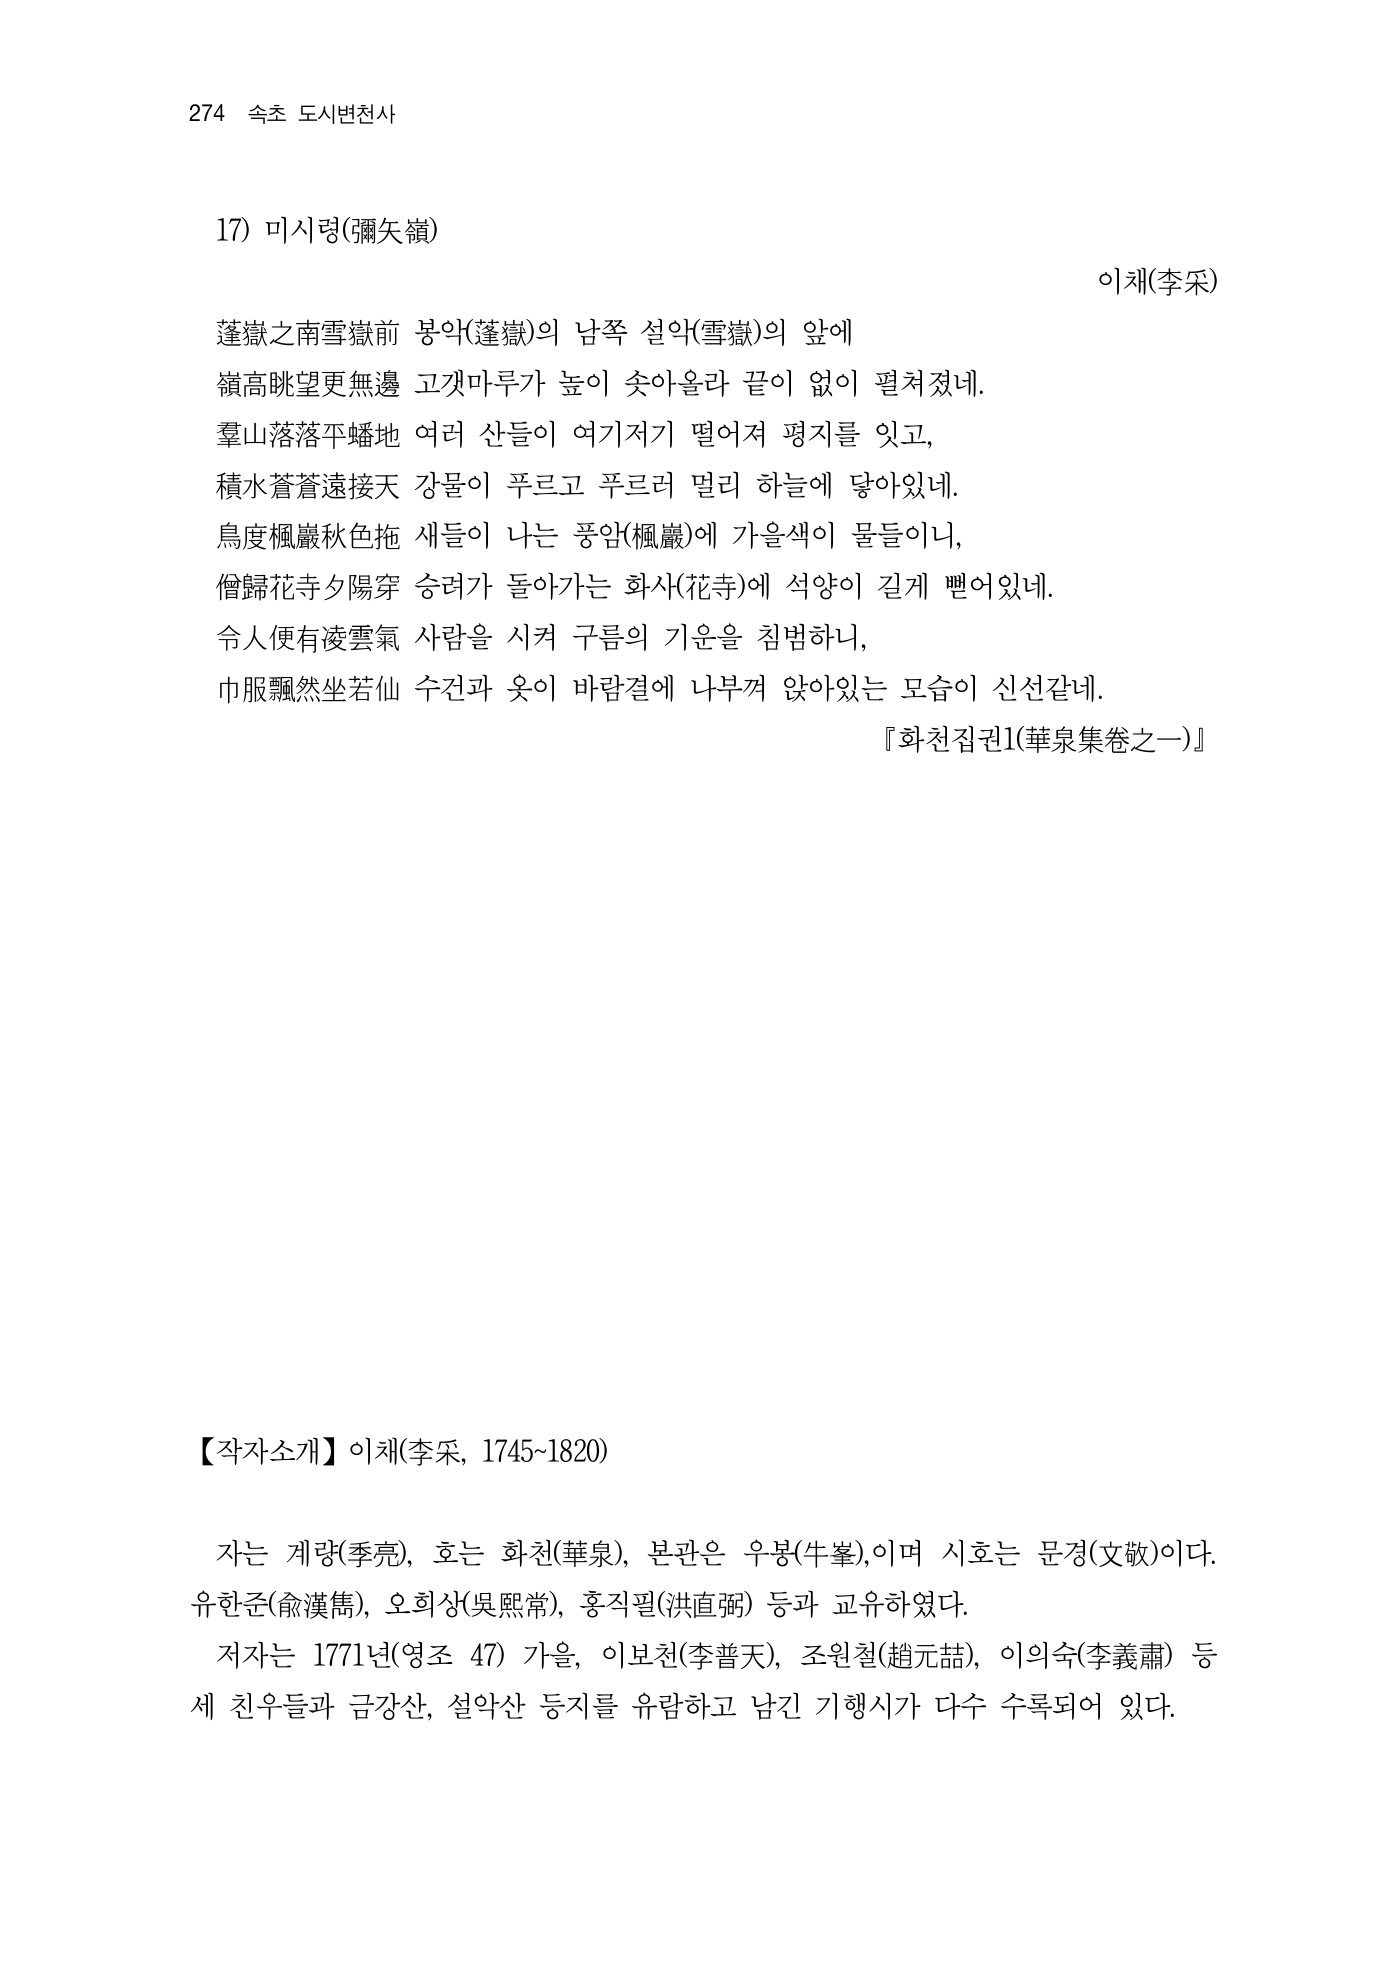 274 속초 도시변천사
17) 미시령(彌矢嶺)
이채(李采)
蓬嶽之南雪嶽前 봉악(蓬嶽)의 남쪽 설악(雪嶽)의 앞에
嶺高眺望更無邊 고갯마루가 높이 솟아올라 끝이 없이 펼쳐졌네.
羣山落落平蟠地 여러 산들이 여기저기 떨어져 평지를 잇고,
積水蒼蒼遠接天 강물이 푸르고 푸르러 멀리 하늘에 닿아있네.
鳥度楓巖秋色拖 새들이 나는 풍암(楓巖)에 가을색이 물들이니,
僧歸花寺夕陽穿 승려가 돌아가는 화사(花寺)에 석양이 길게 뻗어있네.
令人便有凌雲氣 사람을 시켜 구름의 기운을 침범하니,
巾服飄然坐若仙 수건과 옷이 바람결에 나부껴 앉아있는 모습이 신선같네.
『화천집권1(華泉集卷之一)』
【작자소개】이채(李采, 1745~1820)
자는 계량(季亮), 호는 화천(華泉), 본관은 우봉(牛峯),이며 시호는 문경(文敬)이다.
유한준(兪漢雋), 오희상(吳熙常), 홍직필(洪直弼) 등과 교유하였다.
저자는 1771년(영조 47) 가을, 이보천(李普天), 조원철(趙元喆), 이의숙(李義肅) 등
세 친우들과 금강산, 설악산 등지를 유람하고 남긴 기행시가 다수 수록되어 있다.